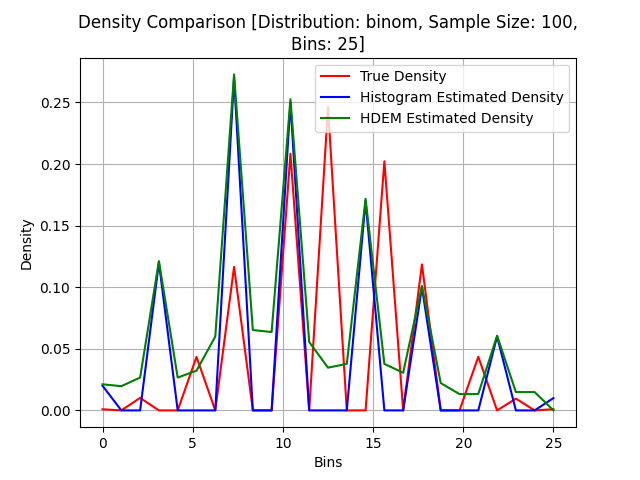 Density Comparison [Distribution: binom, Sample Size: 100,
Bins: 25]
True Density
Histogram Estimated Density
HDEM Estimated Density
Density
0.25
0.20
0.15
0.10
0.05
0.00
0 5 10 15 20 25
Bins